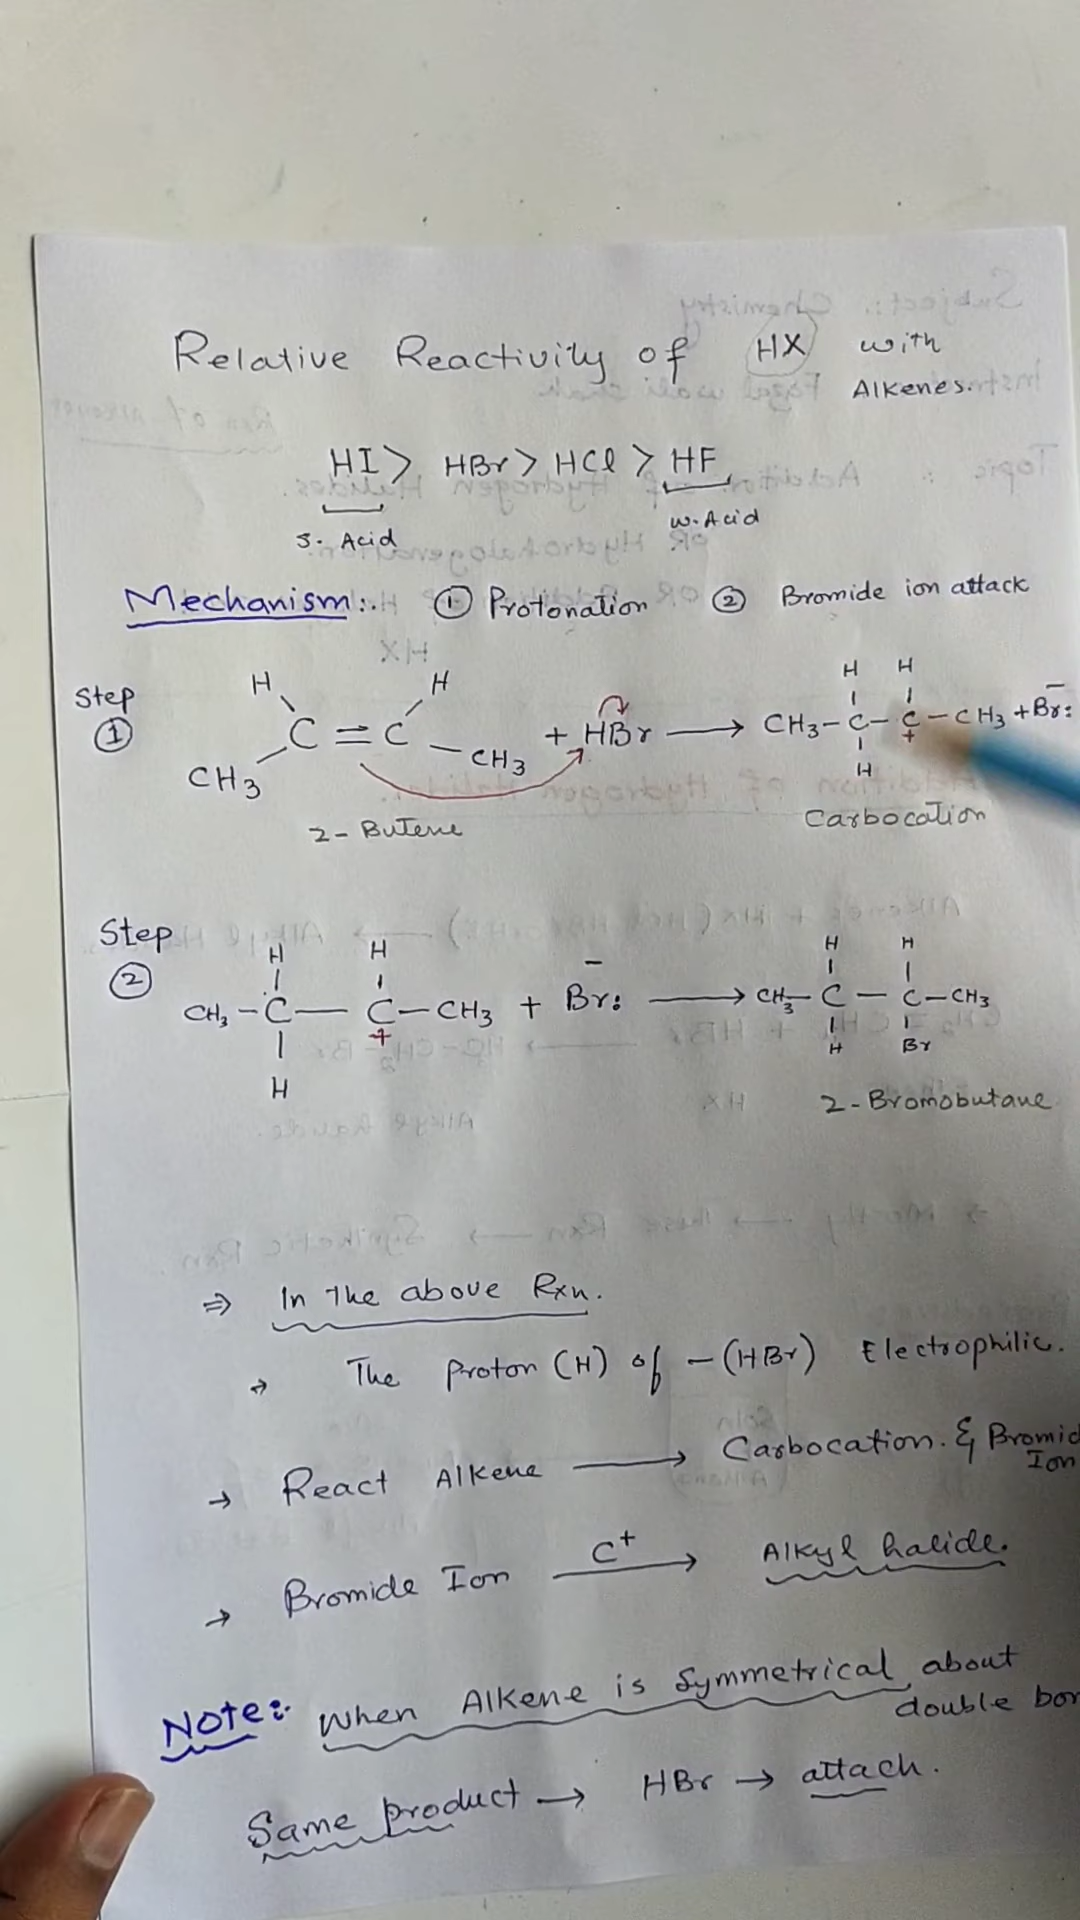 Relative Reactivity of HX with
Alkenes.
HI > HBr > HCl > HF
S. Acid
w. Acid
Mechanism:. ① Protonation ② Bromide ion attack
Step
①
H H
C = C
CH3 CH3
+ HBr ⟶ CH3-C-C-CH3 + Br:
H H
+
H
−
2-Butene
Carbocation
Step
②
H H
CH3-C-C-CH3 + Br: ⟶ CH3-C-C-CH3
+
H
−
H H
H Br
2-Bromobutane
⇒ In the above Rxn.
→ The Proton (H) of -(HBr) Electrophilic.
→ React Alkene ⟶ Carbocation. & Bromid
Ion
→ Bromide Ion C+ ⟶ Alkyl halide.
NOTE:- When Alkene is Symmetrical about
double bon
Same product → HBr → attach.